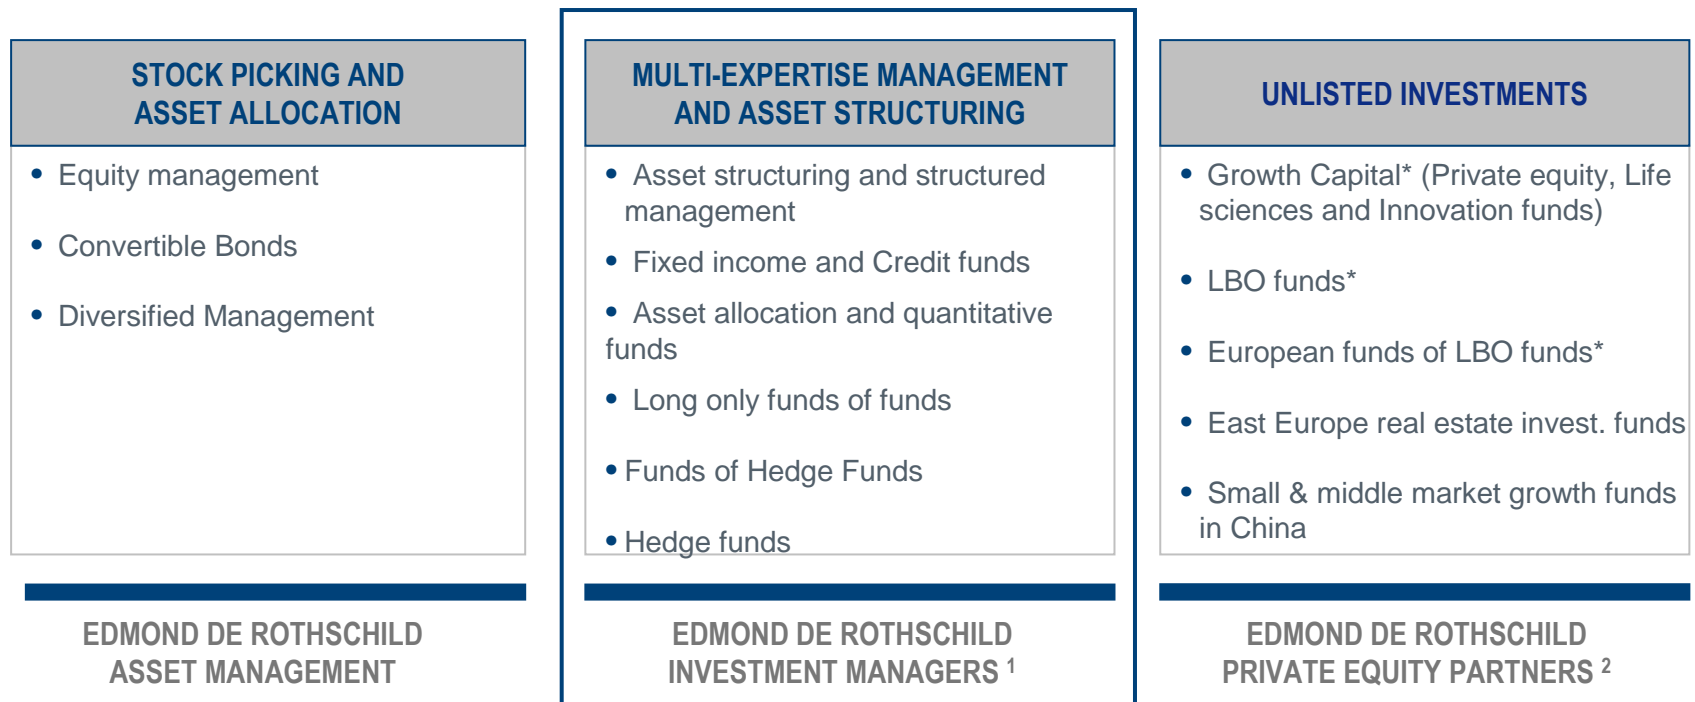 STOCK PICKING AND
ASSET ALLOCATION
• Equity management
• Convertible Bonds
• Diversified Management
EDMOND DE ROTHSCHILD
ASSET MANAGEMENT
MULTI-EXPERTISE MANAGEMENT
AND ASSET STRUCTURING
• Asset structuring and structured
management
• Fixed income and Credit funds
• Asset allocation and quantitative
funds
• Long only funds of funds
• Funds of Hedge Funds
• Hedge funds
EDMOND DE ROTHSCHILD
INVESTMENT MANAGERS ¹
UNLISTED INVESTMENTS
• Growth Capital* (Private equity, Life
sciences and Innovation funds)
• LBO funds*
• European funds of LBO funds*
• East Europe real estate invest. funds
• Small & middle market growth funds
in China
EDMOND DE ROTHSCHILD
PRIVATE EQUITY PARTNERS ²